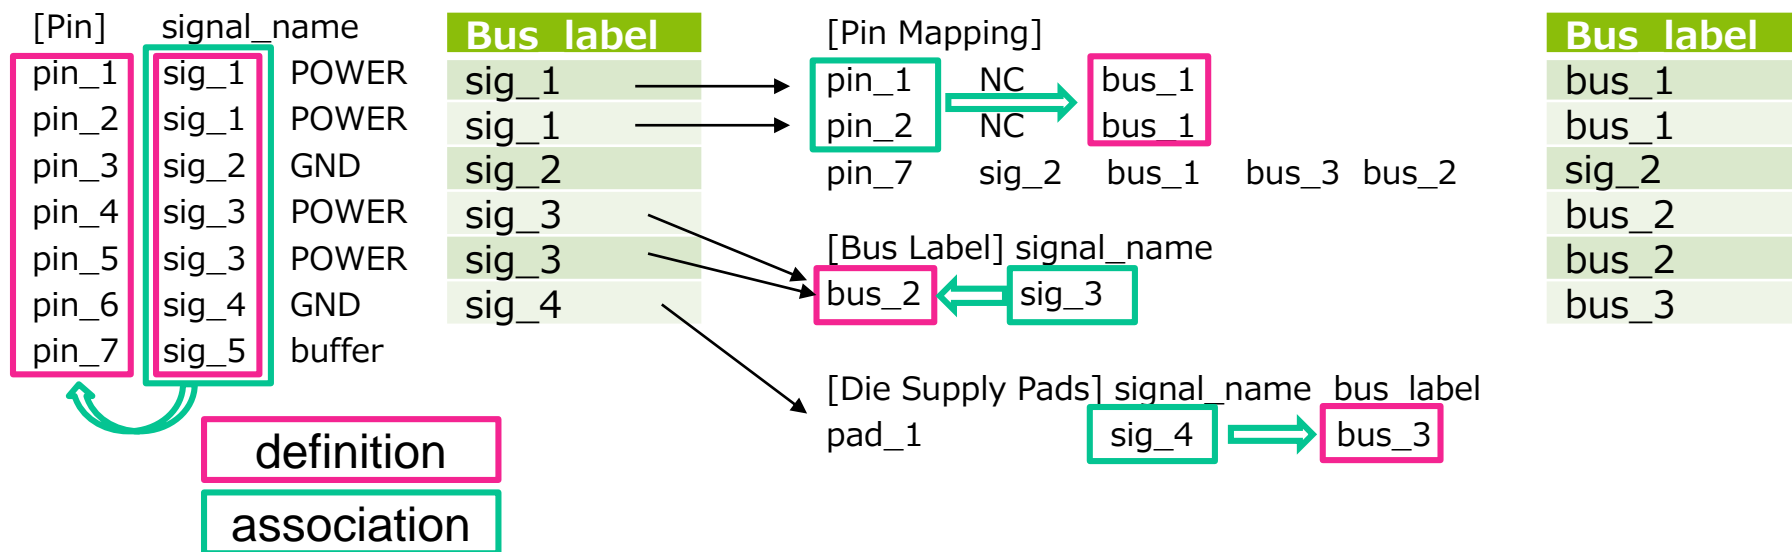 [Pin] signal_name
pin_1 sig_1 POWER
pin_2 sig_1 POWER
pin_3 sig_2 GND
pin_4 sig_3 POWER
pin_5 sig_3 POWER
pin_6 sig_4 GND
pin_7 sig_5 buffer
definition
association
Bus_label
sig_1
sig_1
sig_2
sig_3
sig_3
sig_4
[Pin Mapping]
pin_1 NC bus_1
pin_2 NC bus_1
pin_7 sig_2 bus_1 bus_3 bus_2
[Bus Label] signal_name
bus_2 sig_3
[Die Supply Pads] signal_name bus_label
pad_1 sig_4 bus_3
Bus_label
bus_1
bus_1
sig_2
bus_2
bus_2
bus_3